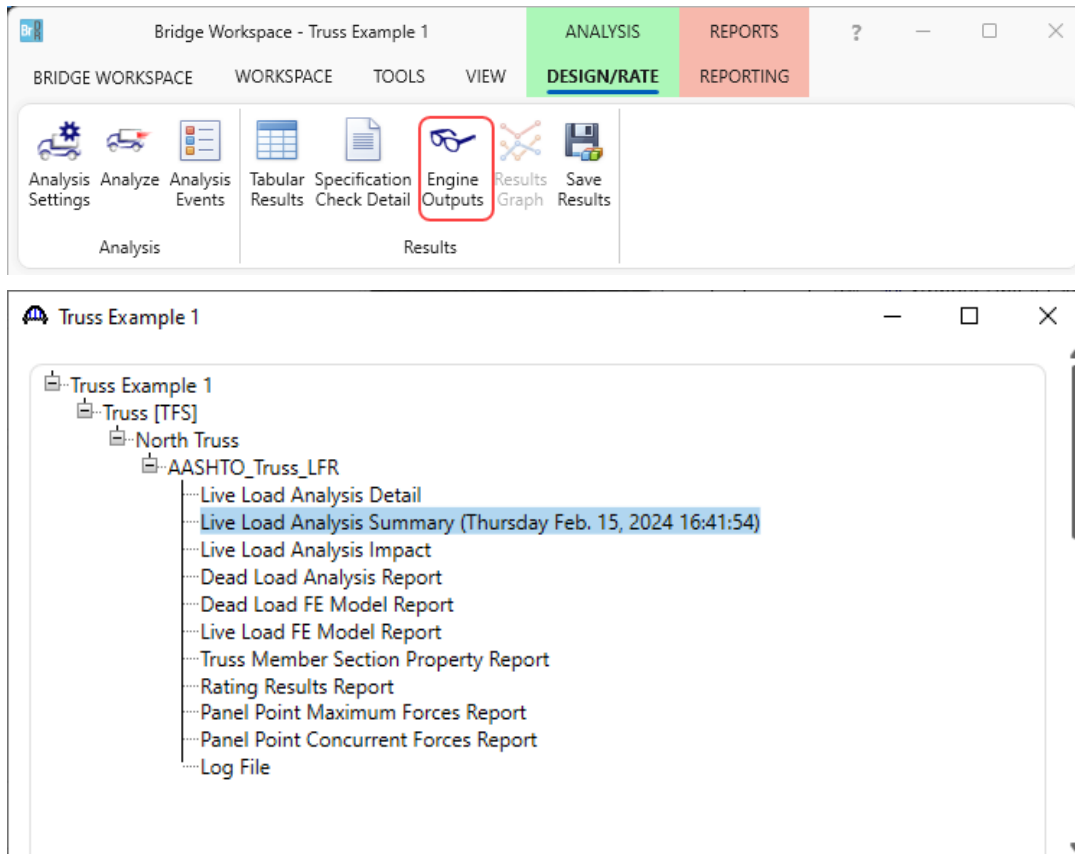 Br Bridge Workspace - Truss Example 1 ANALYSIS REPORTS ?
BRIDGE WORKSPACE WORKSPACE TOOLS VIEW DESIGN/RATE REPORTING
Analysis Settings Analyze Analysis Events Tabular Results Specification Check Detail Engine Outputs Results Graph Save Results
Analysis Results
Truss Example 1
Truss Example 1
Truss [TFS]
North Truss
AASHTO_Truss_LFR
Live Load Analysis Detail
Live Load Analysis Summary (Thursday Feb. 15, 2024 16:41:54)
Live Load Analysis Impact
Dead Load Analysis Report
Dead Load FE Model Report
Live Load FE Model Report
Truss Member Section Property Report
Rating Results Report
Panel Point Maximum Forces Report
Panel Point Concurrent Forces Report
Log File